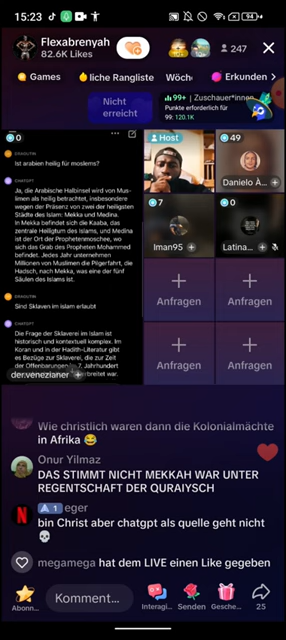 15:23
94
Flexabrenyah
82.6K Likes
247
Games
liche Rangliste
Wöch
Erkunden
Nicht
erreicht
99+ | Zuschauer*innen
Punkte erforderlich für
99: 120.1K
0
Ist arabien heilig für moslems?
CHATGPT
Ja, die Arabische Halbinsel wird von Mus-
limen als heilig betrachtet, insbesondere
wegen der Präsenz von zwei der heiligsten
Städte des Islam: Mekka und Medina.
In Mekka befindet sich die Kaaba, das
zentrale Heiligtum des Islams, und Medina
ist der Ort der Prophetenmoschee, wo
sich das Grab des Propheten Mohammed
befindet. Jedes Jahr unternehmen
Millionen von Muslimen die Pilgerfahrt, die
Hadsch, nach Mekka, was eine der fünf
Säulen des Islams ist.
Sind Sklaven im islam erlaubt
CHATGPT
Die Frage der Sklaverei im Islam ist
historisch und kontextuell komplex. Im
Koran und in der Hadith-Literatur gibt
es Bezüge zur Sklaverei, die zur Zeit
der Offenbarung im 7. Jahrhundert
breitet war.
der.venezianer +
Host
49
Danielo À... +
7
Iman95 +
0
Latina...
+
Anfragen
+
Anfragen
+
Anfragen
+
Anfragen
Wie christlich waren dann die Kolonialmächte
in Afrika 😂
Onur Yilmaz
DAS STIMMT NICHT MEKKAH WAR UNTER
REGENTSCHAFT DER QURAIYSCH
N
A 1 eger
bin Christ aber chatgpt als quelle geht nicht
💀
megamega hat dem LIVE einen Like gegeben
Abonn...
Komment...
Interagi...
Senden
Gesche...
25